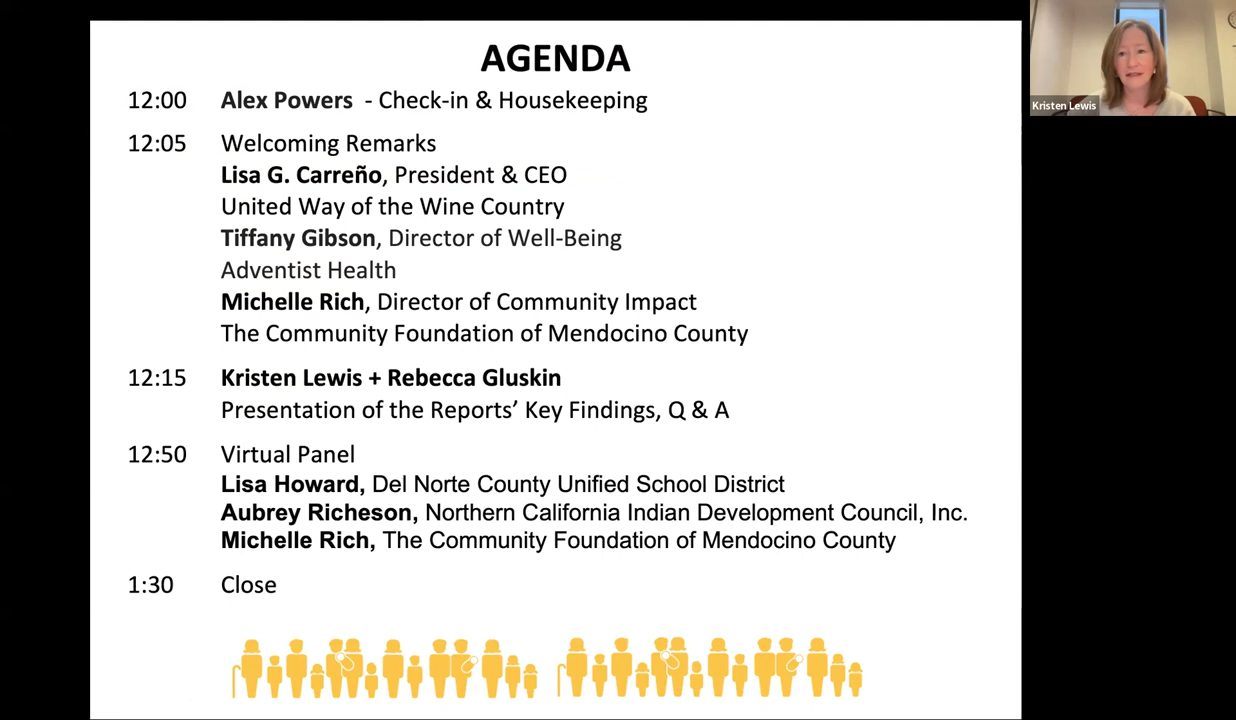 AGENDA
12:00 Alex Powers - Check-in & Housekeeping
12:05 Welcoming Remarks
Lisa G. Carreño, President & CEO
United Way of the Wine Country
Tiffany Gibson, Director of Well-Being
Adventist Health
Michelle Rich, Director of Community Impact
The Community Foundation of Mendocino County
12:15 Kristen Lewis + Rebecca Gluskin
Presentation of the Reports’ Key Findings, Q & A
12:50 Virtual Panel
Lisa Howard, Del Norte County Unified School District
Aubrey Richeson, Northern California Indian Development Council, Inc.
Michelle Rich, The Community Foundation of Mendocino County
1:30 Close
Kristen Lewis